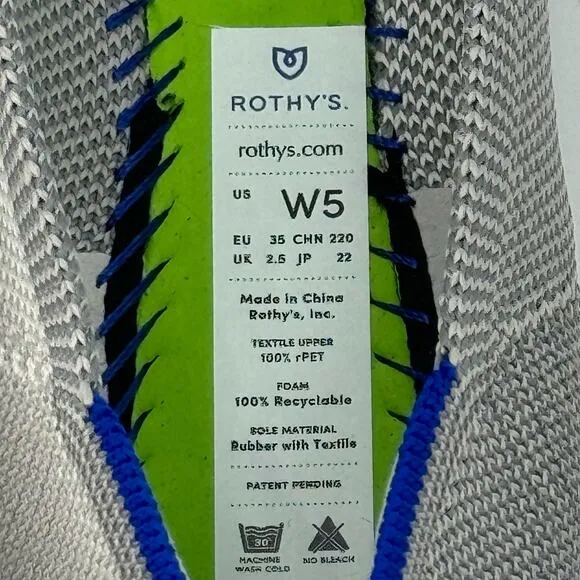 ROTHY'S.
rothys.com
US W5
EU 35 CHN 220
UK 2.5 JP 22
Made in China
Rothy's, Inc.
TEXTILE UPPER
100% rPET
FOAM
100% Recyclable
SOLE MATERIAL
Rubber with Textile
PATENT PENDING
30°
MACHINE
WASH COLD
NO BLEACH